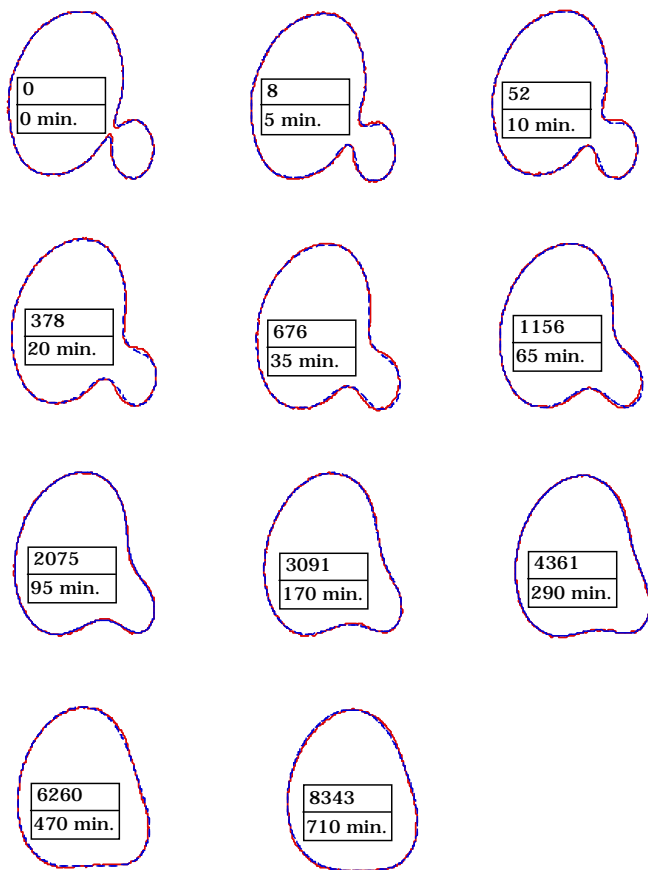 0
0 min.
8
5 min.
52
10 min.
378
20 min.
676
35 min.
1156
65 min.
2075
95 min.
3091
170 min.
4361
290 min.
6260
470 min.
8343
710 min.